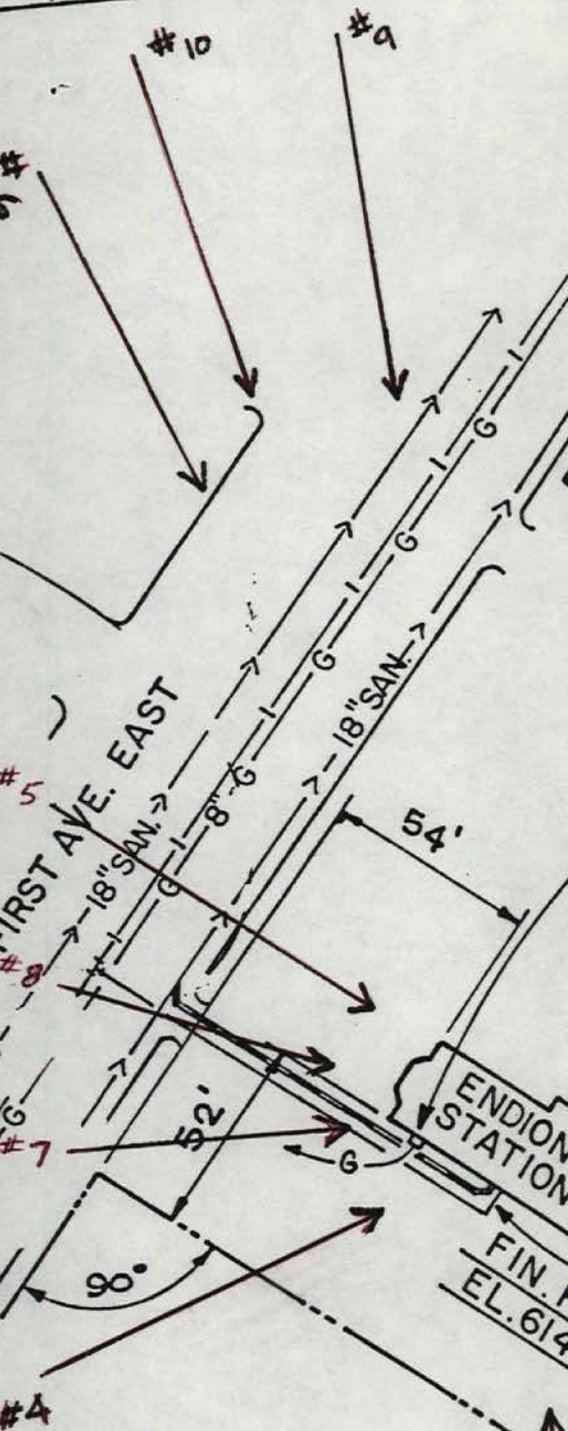 #10
#9
#6
18"SAN.
8"
G
G
G
G
G
54'
#5
FIRST AVE. EAST
18"SAN.
#8
G
52'
#7
G
ENDION
STATION
90°
FIN.
EL. 614
#4